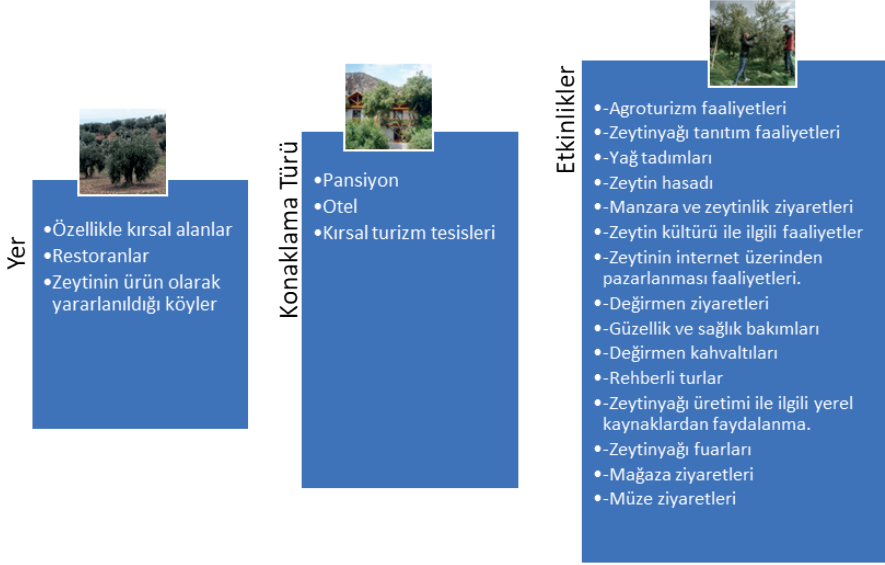 Yer
•Özellikle kırsal alanlar
•Restoranlar
•Zeytinin ürün olarak
yararlanıldığı köyler
Konaklama Türü
•Pansiyon
•Otel
•Kırsal turizm tesisleri
Etkinlikler
•-Agroturizm faaliyetleri
•-Zeytinyağı tanıtım faaliyetleri
•-Yağ tadımları
•-Zeytin hasadı
•-Manzara ve zeytinlik ziyaretleri
•-Zeytin kültürü ile ilgili faaliyetler
•-Zeytinin internet üzerinden
pazarlanması faaliyetleri.
•-Değirmen ziyaretleri
•-Güzellik ve sağlık bakımları
•-Değirmen kahvaltıları
•-Rehberli turlar
•-Zeytinyağı üretimi ile ilgili yerel
kaynaklardan faydalanma.
•-Zeytinyağı fuarları
•-Mağaza ziyaretleri
•-Müze ziyaretleri